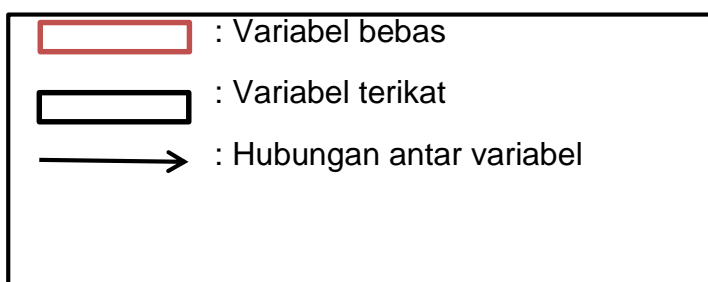 : Variabel bebas
: Variabel terikat
: Hubungan antar variabel